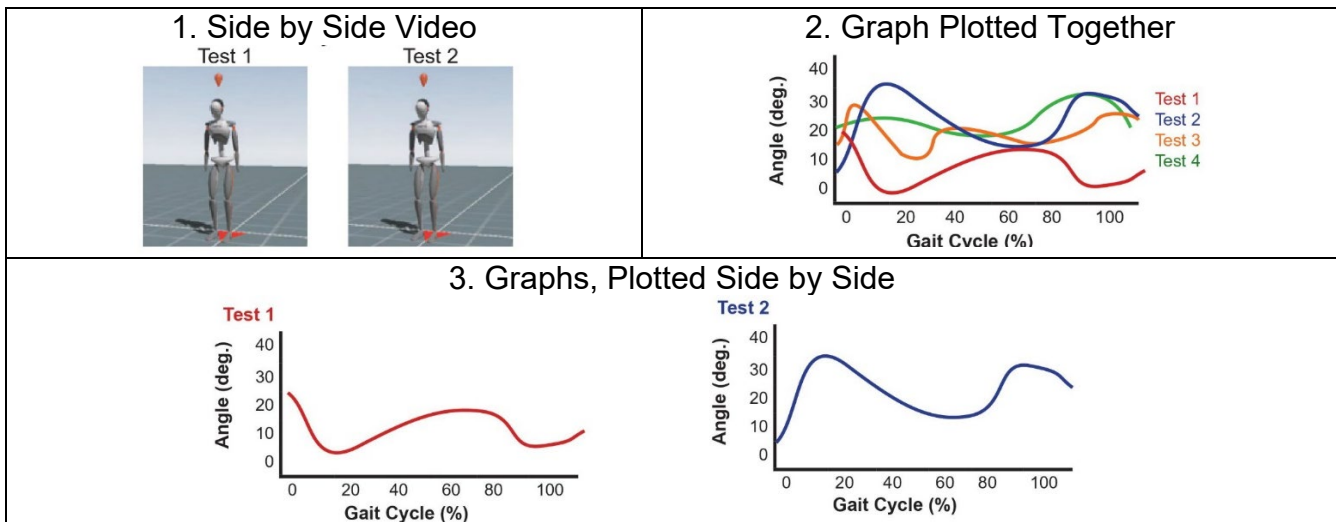 1. Side by Side Video
Test 1
Test 2
2. Graph Plotted Together
Angle (deg.)
40
30
20
10
0
0 20 40 60 80 100
Gait Cycle (%)
Test 1
Test 2
Test 3
Test 4
3. Graphs, Plotted Side by Side
Test 1
Angle (deg.)
40
30
20
10
0
0 20 40 60 80 100
Gait Cycle (%)
Test 2
Angle (deg.)
40
30
20
10
0
0 20 40 60 80 100
Gait Cycle (%)